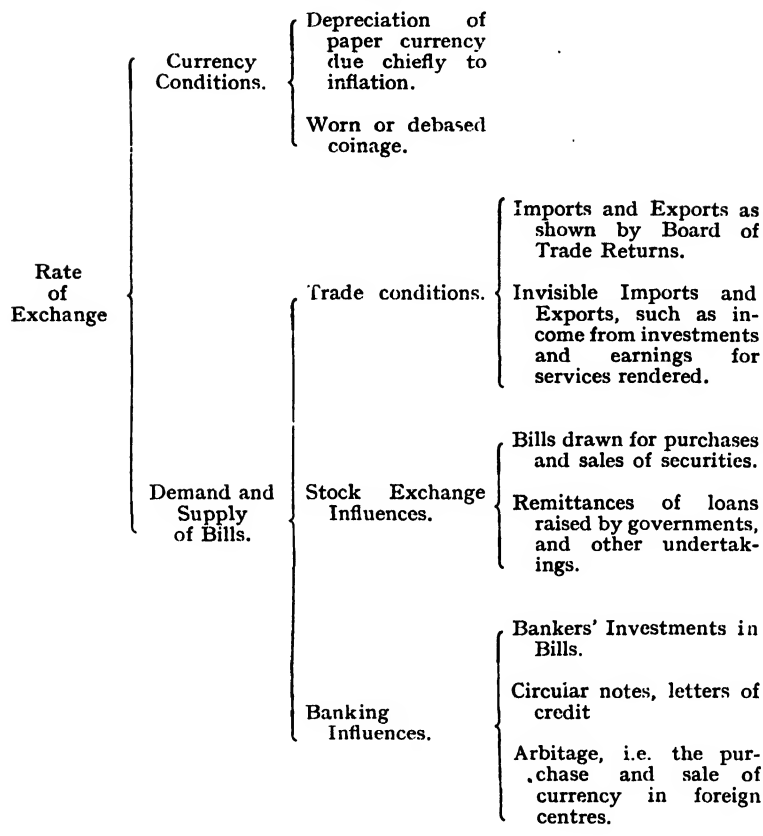 Rate
of
Exchange
Currency
Conditions.
Depreciation of
paper currency
due chiefly to
inflation.
Worn or debased
coinage.
Demand and
Supply
of Bills.
Trade conditions.
Imports and Exports as
shown by Board of
Trade Returns.
Invisible Imports and
Exports, such as in-
come from investments
and earnings for
services rendered.
Stock Exchange
Influences.
Bills drawn for purchases
and sales of securities.
Remittances of loans
raised by governments,
and other undertak-
ings.
Banking
Influences.
Bankers' Investments in
Bills.
Circular notes, letters of
credit
Arbitage, i.e. the pur-
chase and sale of
currency in foreign
centres.